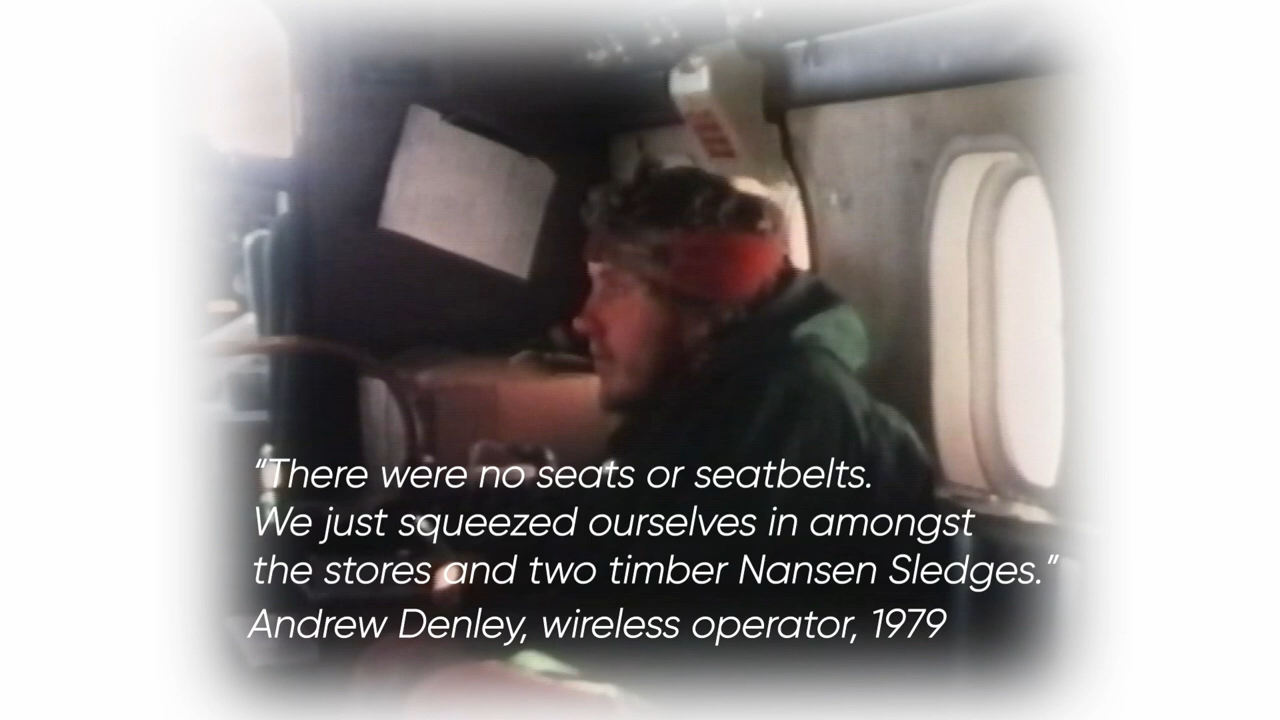 “There were no seats or seatbelts.
We just squeezed ourselves in amongst
the stores and two timber Nansen Sledges.”
Andrew Denley, wireless operator, 1979